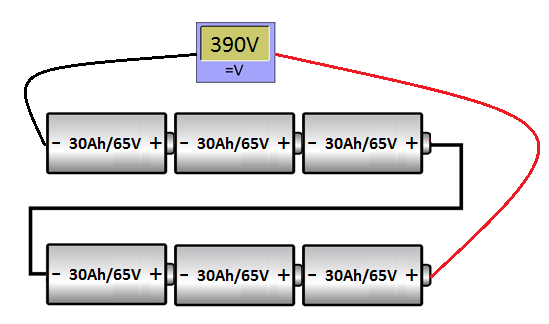 390V
=V
- 30Ah/65V + - 30Ah/65V + - 30Ah/65V +
- 30Ah/65V + - 30Ah/65V + - 30Ah/65V +